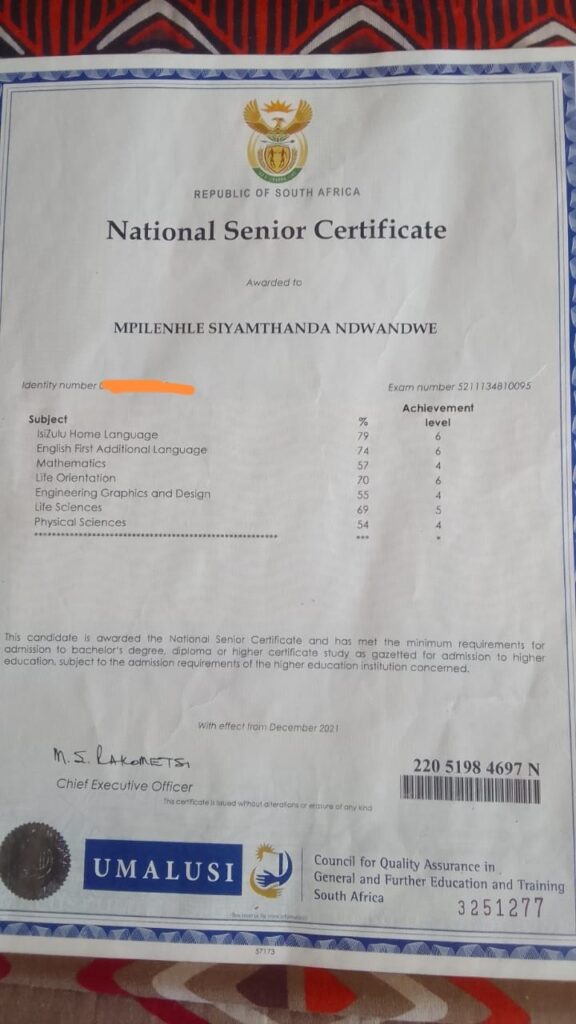 REPUBLIC OF SOUTH AFRICA
National Senior Certificate
Awarded to
MPILENHLE SIYAMTHANDA NDWANDWE
Identity number
Exam number 5211134810095
Subject % Achievement level
IsiZulu Home Language 79 6
English First Additional Language 74 6
Mathematics 57 4
Life Orientation 70 6
Engineering Graphics and Design 55 4
Life Sciences 69 5
Physical Sciences 54 4
*** *
This candidate is awarded the National Senior Certificate and has met the minimum requirements for
admission to bachelor's degree, diploma or higher certificate study as gazetted for admission to higher
education, subject to the admission requirements of the higher education institution concerned.
With effect from December 2021
M.S. RAKOMETSI
Chief Executive Officer
220 5198 4697 N
This certificate is issued without alterations or erasure of any kind
UMALUSI
Council for Quality Assurance in
General and Further Education and Training
South Africa
3251277
57173